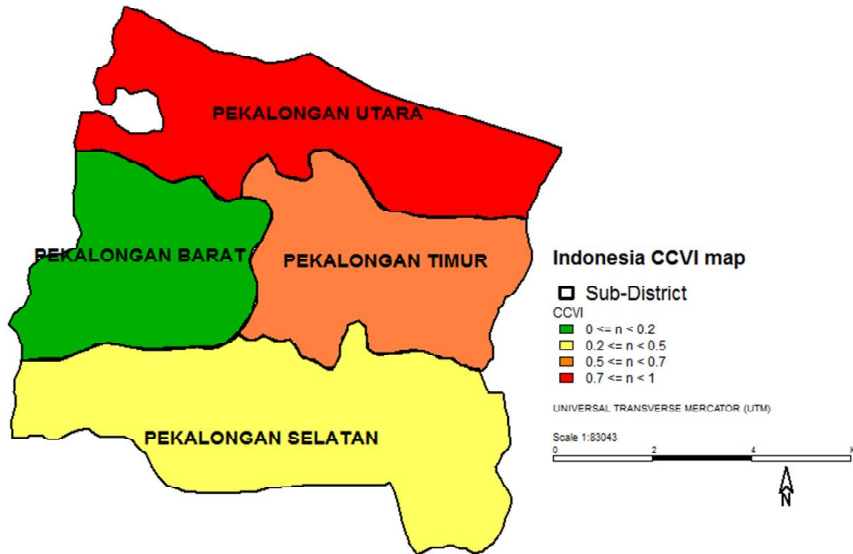 PEKALONGAN UTARA
PEKALONGAN BARAT
PEKALONGAN TIMUR
PEKALONGAN SELATAN
Indonesia CCVI map
Sub-District
CCVI
0 <= n < 0.2
0.2 <= n < 0.5
0.5 <= n < 0.7
0.7 <= n < 1
UNIVERSAL TRANSVERSE MERCATOR (UTM)
Scale 1:83043
0 2 4
N